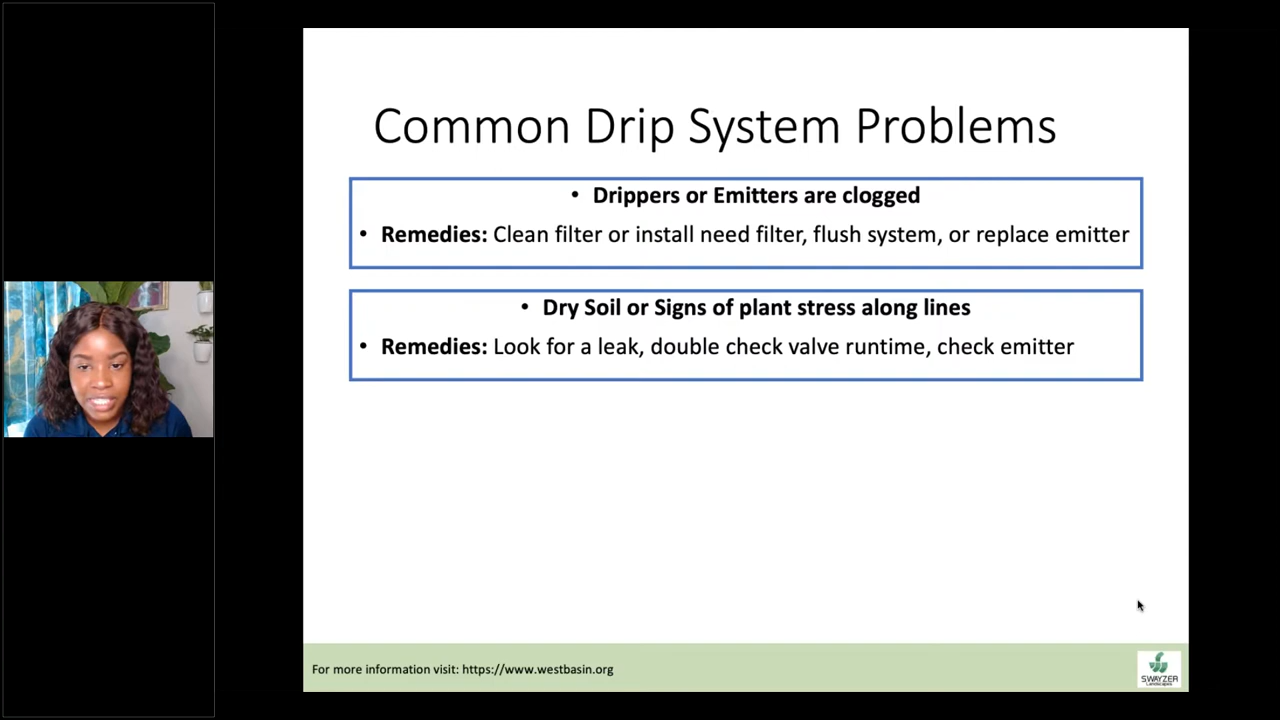 Common Drip System Problems
• Drippers or Emitters are clogged
• Remedies: Clean filter or install need filter, flush system, or replace emitter
• Dry Soil or Signs of plant stress along lines
• Remedies: Look for a leak, double check valve runtime, check emitter
For more information visit: https://www.westbasin.org
SWAYZER
Landscapes